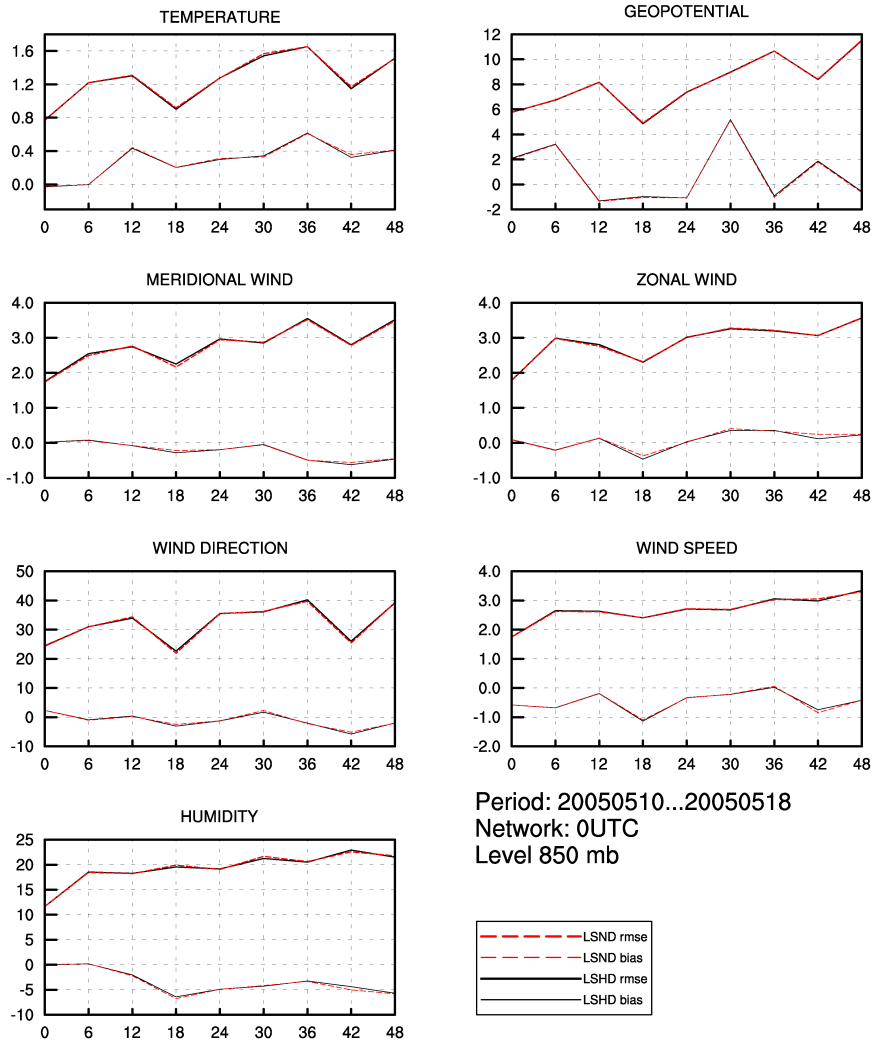 TEMPERATURE
1.6
1.2
0.8
0.4
0.0
0 6 12 18 24 30 36 42 48
GEOPOTENTIAL
12
10
8
6
4
2
0
-2
0 6 12 18 24 30 36 42 48
MERIDIONAL WIND
4.0
3.0
2.0
1.0
0.0
-1.0
0 6 12 18 24 30 36 42 48
ZONAL WIND
4.0
3.0
2.0
1.0
0.0
-1.0
0 6 12 18 24 30 36 42 48
WIND DIRECTION
50
40
30
20
10
0
-10
0 6 12 18 24 30 36 42 48
WIND SPEED
4.0
3.0
2.0
1.0
0.0
-1.0
-2.0
0 6 12 18 24 30 36 42 48
HUMIDITY
25
20
15
10
5
0
-5
-10
0 6 12 18 24 30 36 42 48
Period: 20050510...20050518
Network: 0UTC
Level 850 mb
LSND rmse
LSND bias
LSHD rmse
LSHD bias